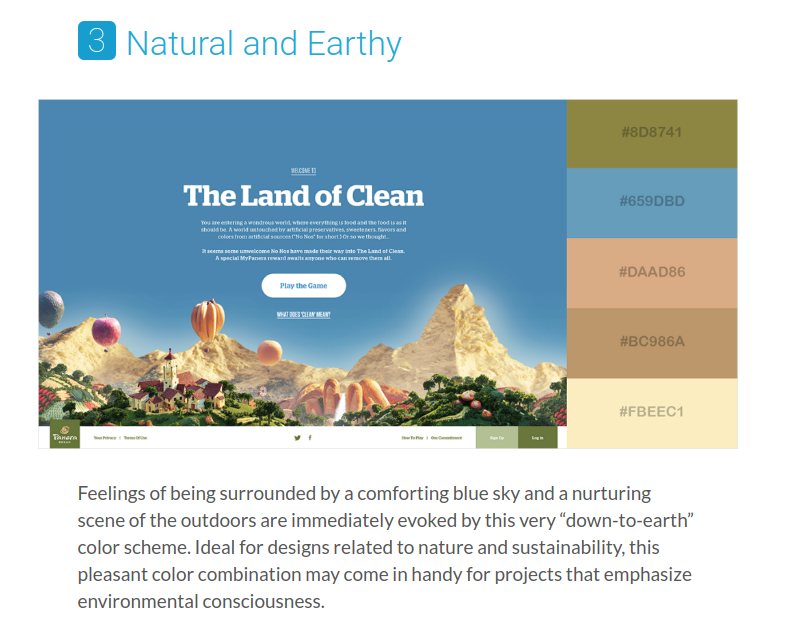 3 Natural and Earthy
WELCOME TO
The Land of Clean
You are entering a wondrous world, where everything is food and the food is as it
should be. A world untouched by artificial preservatives, sweeteners, flavors and
colors from artificial sources ("No Nos" for short.) Or so we thought...
It seems some unwelcome No Nos have made their way into The Land of Clean.
A special MyPanera reward awaits anyone who can remove them all.
Play the Game
WHAT DOES 'CLEAN' MEAN?
Panera
BREAD
Your Privacy | Terms Of Use
How To Play | Our Commitment
Sign Up
Log In
#8D8741
#659DBD
#DAAD86
#BC986A
#FBEEC1
Feelings of being surrounded by a comforting blue sky and a nurturing
scene of the outdoors are immediately evoked by this very “down-to-earth”
color scheme. Ideal for designs related to nature and sustainability, this
pleasant color combination may come in handy for projects that emphasize
environmental consciousness.